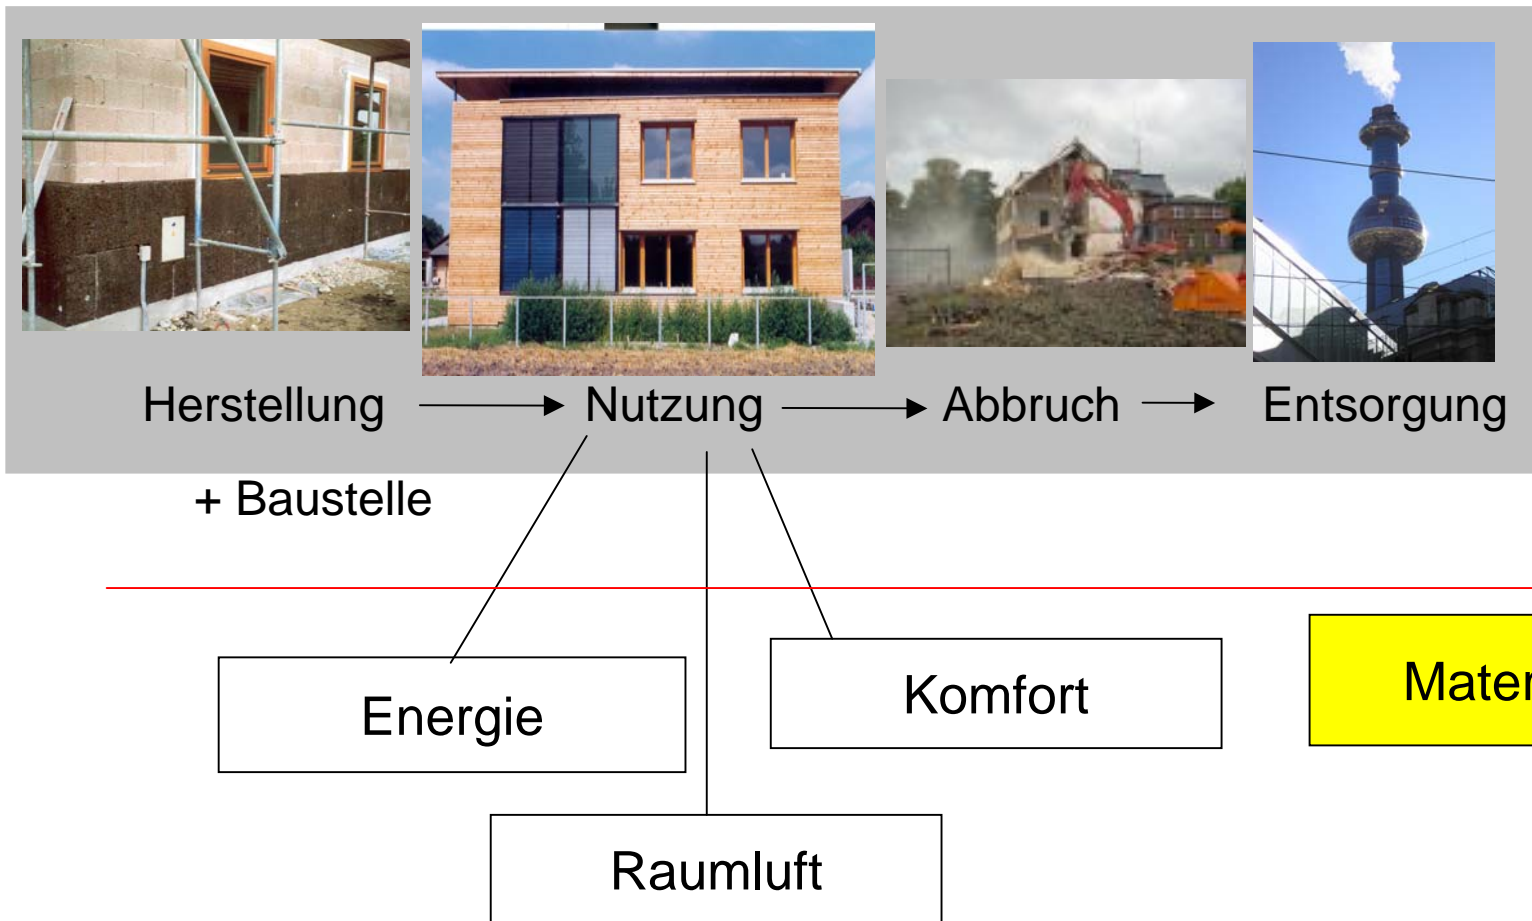 Herstellung Nutzung Abbruch Entsorgung
+ Baustelle
Energie
Komfort
Raumluft